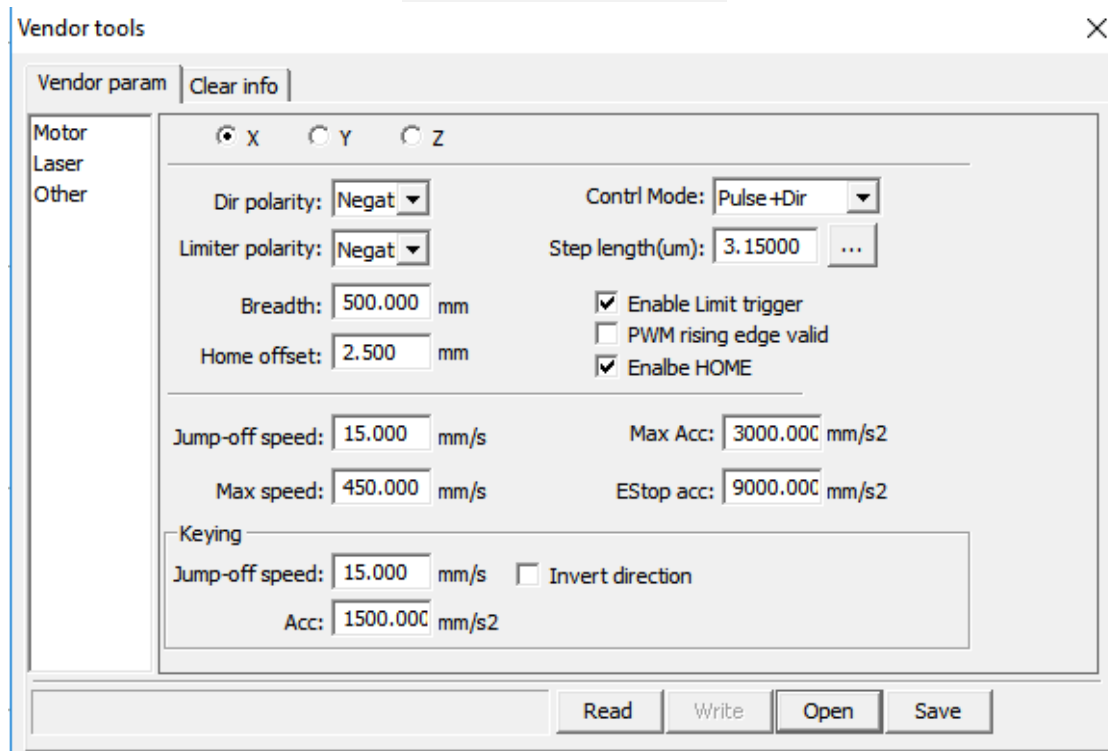 Vendor tools
Vendor param Clear info
Motor
Laser
Other
X Y Z
Dir polarity: Negat Contrl Mode: Pulse+Dir
Limiter polarity: Negat Step length(um): 3.15000 ...
Breadth: 500.000 mm Enable Limit trigger
PWM rising edge valid
Home offset: 2.500 mm Enalbe HOME
Jump-off speed: 15.000 mm/s Max Acc: 3000.000 mm/s2
Max speed: 450.000 mm/s EStop acc: 9000.000 mm/s2
Keying
Jump-off speed: 15.000 mm/s Invert direction
Acc: 1500.000 mm/s2
Read Write Open Save